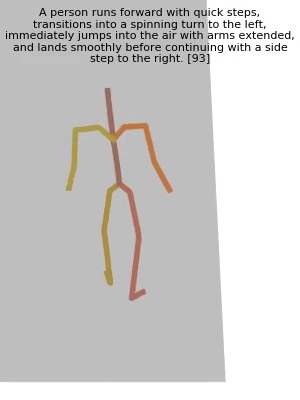 A person runs forward with quick steps,
transitions into a spinning turn to the left,
immediately jumps into the air with arms extended,
and lands smoothly before continuing with a side
step to the right. [93]